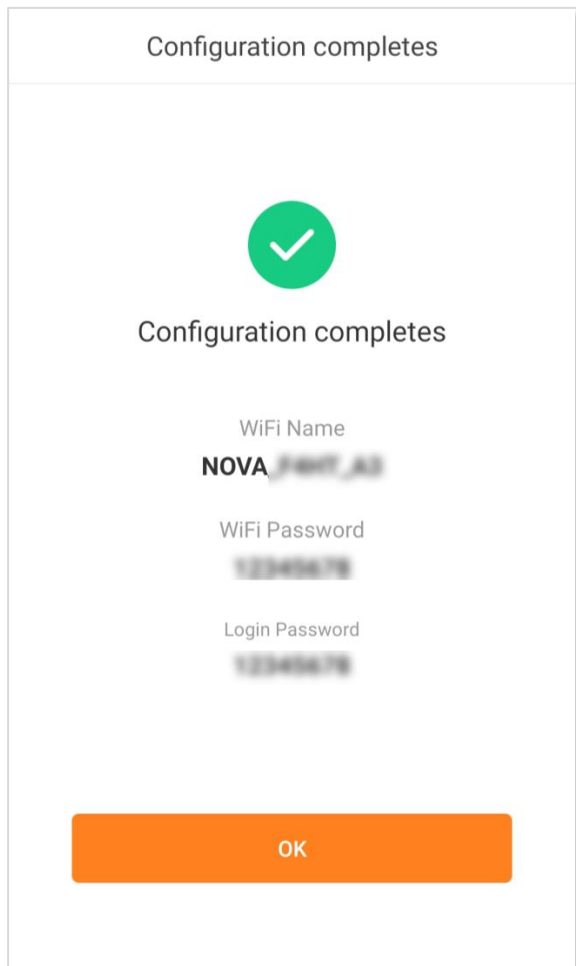 Configuration completes
Configuration completes
WiFi Name
NOVA
WiFi Password
Login Password
OK